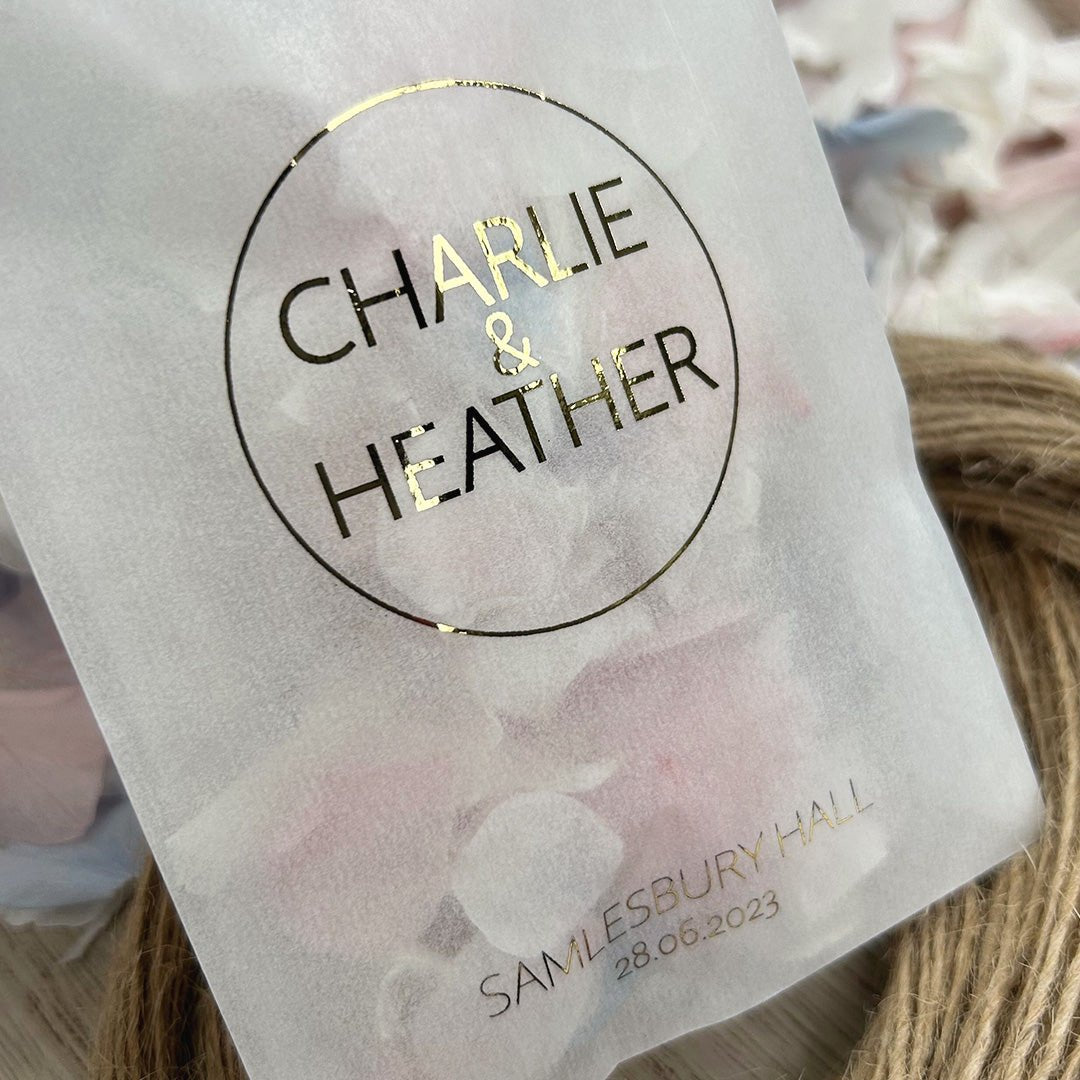 CHARLIE
&
HEATHER
SAMLESBURY HALL
28.06.2023